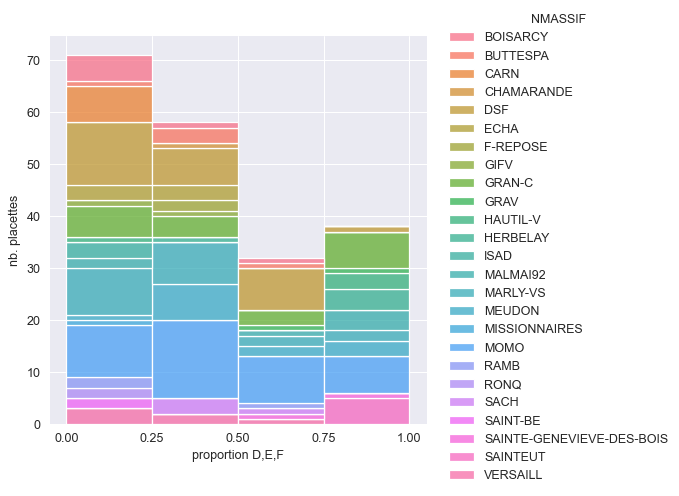 NMASSIF
BOISARCY
BUTTESPA
CARN
CHAMARANDE
DSF
ECHA
F-REPOSE
GIFV
GRAN-C
GRAV
HAUTIL-V
HERBELAY
ISAD
MALMAI92
MARLY-VS
MEUDON
MISSIONNAIRES
MOMO
RAMB
RONQ
SACH
SAINT-BE
SAINTE-GENEVIEVE-DES-BOIS
SAINTEUT
VERSAILL
nb. placettes
70
60
50
40
30
20
10
0
0.00 0.25 0.50 0.75 1.00
proportion D,E,F